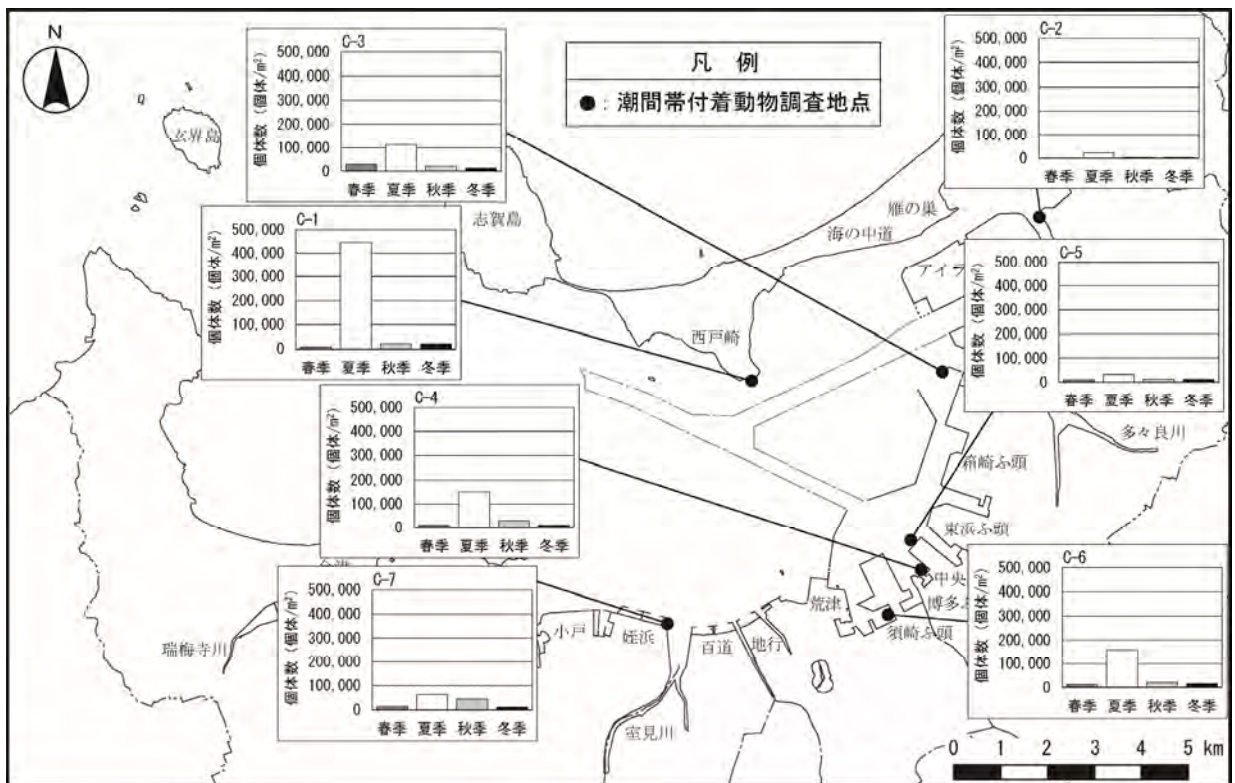 N
玄界島
C-3
個体数 (個体/m²)
500,000
400,000
300,000
200,000
100,000
0
春季 夏季 秋季 冬季
凡 例
●:潮間帯付着動物調査地点
C-2
個体数 (個体/m²)
500,000
400,000
300,000
200,000
100,000
0
春季 夏季 秋季 冬季
志賀島
雁の巣
海の中道
C-1
個体数 (個体/m²)
500,000
400,000
300,000
200,000
100,000
0
春季 夏季 秋季 冬季
西戸崎
アイラ
C-5
個体数 (個体/m²)
500,000
400,000
300,000
200,000
100,000
0
春季 夏季 秋季 冬季
C-4
個体数 (個体/m²)
500,000
400,000
300,000
200,000
100,000
0
春季 夏季 秋季 冬季
多々良川
箱崎ふ頭
東浜ふ頭
中央
博多ふ
須崎ふ頭
荒津
C-7
個体数 (個体/m²)
500,000
400,000
300,000
200,000
100,000
0
春季 夏季 秋季 冬季
瑞梅寺川
小戸
姪浜
百道
地行
室見川
C-6
個体数 (個体/m²)
500,000
400,000
300,000
200,000
100,000
0
春季 夏季 秋季 冬季
0 1 2 3 4 5 km